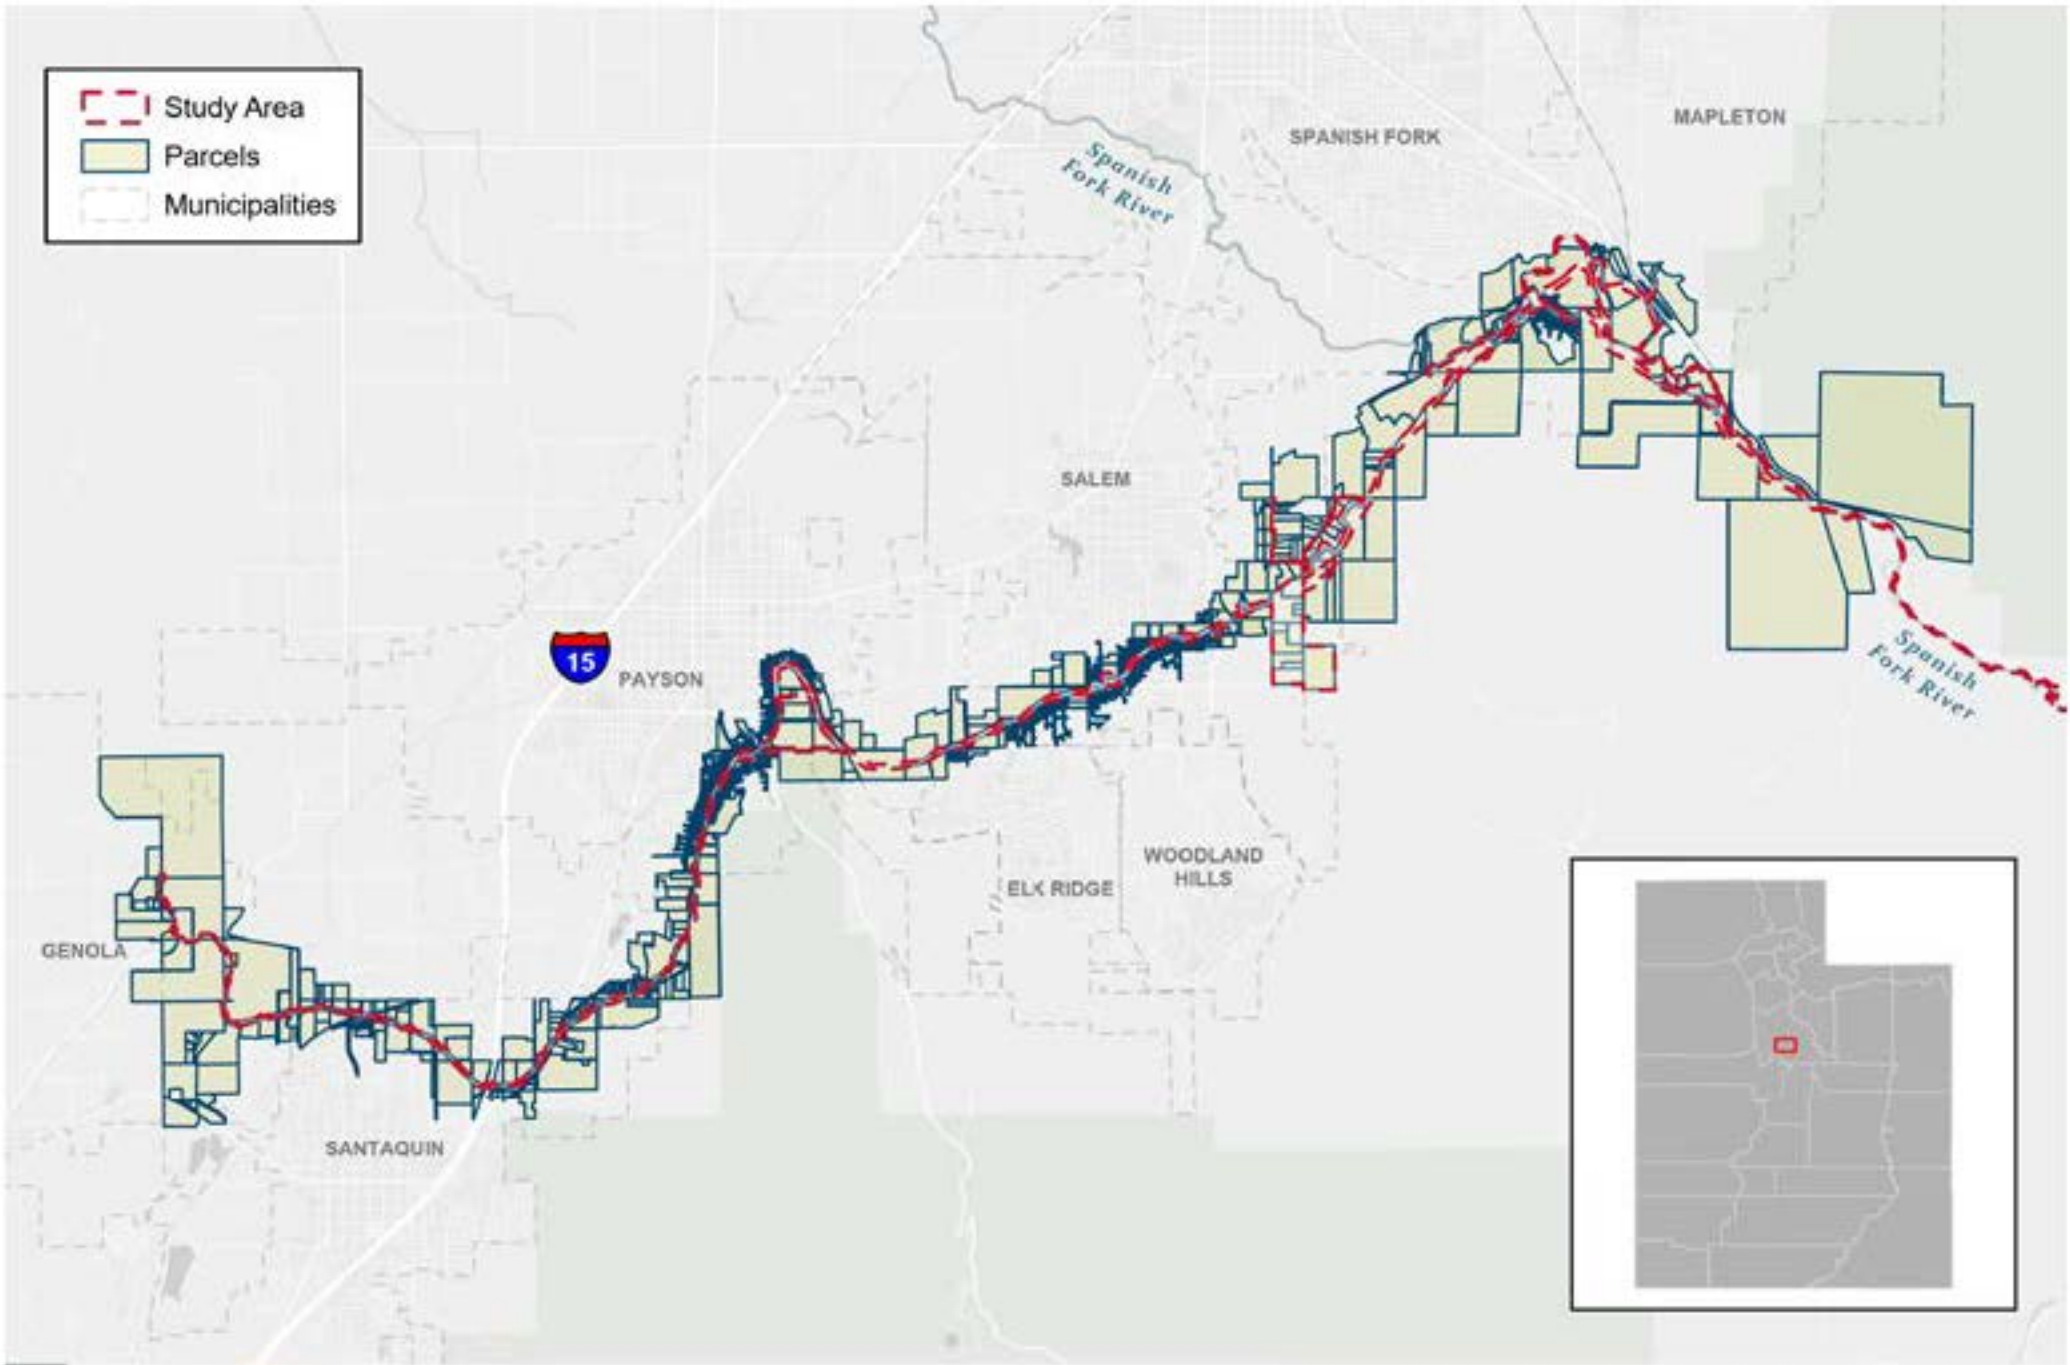 Study Area
Parcels
Municipalities
MAPLETON
SPANISH FORK
Spanish
Fork River
SALEM
15
PAYSON
Spanish
Fork River
WOODLAND
HILLS
ELK RIDGE
GENOLA
SANTAQUIN